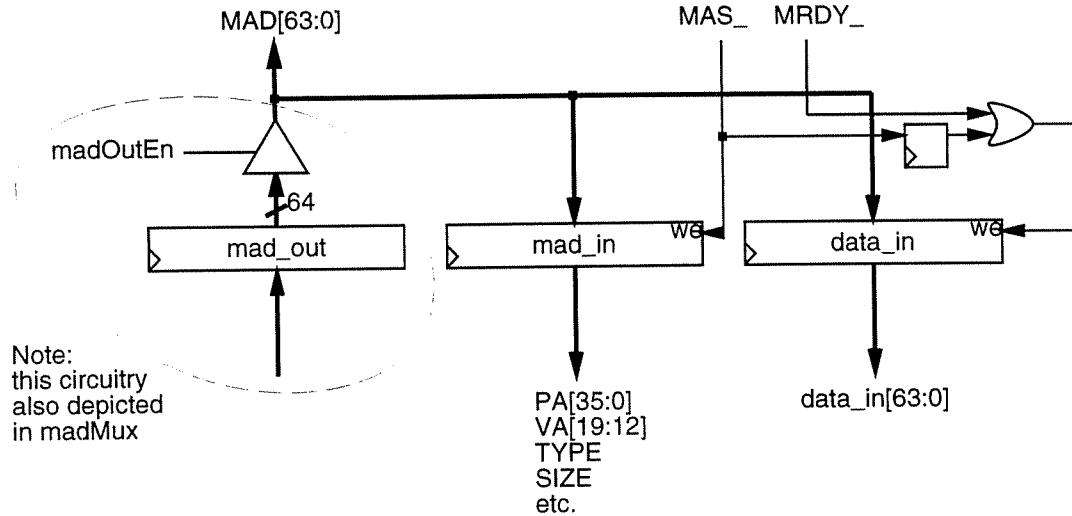 MAD[63:0]
MAS_
MRDY_
madOutEn
64
mad_out
mad_in
we
data_in
we
Note:
this circuitry
also depicted
in madMux
PA[35:0]
VA[19:12]
TYPE
SIZE
etc.
data_in[63:0]